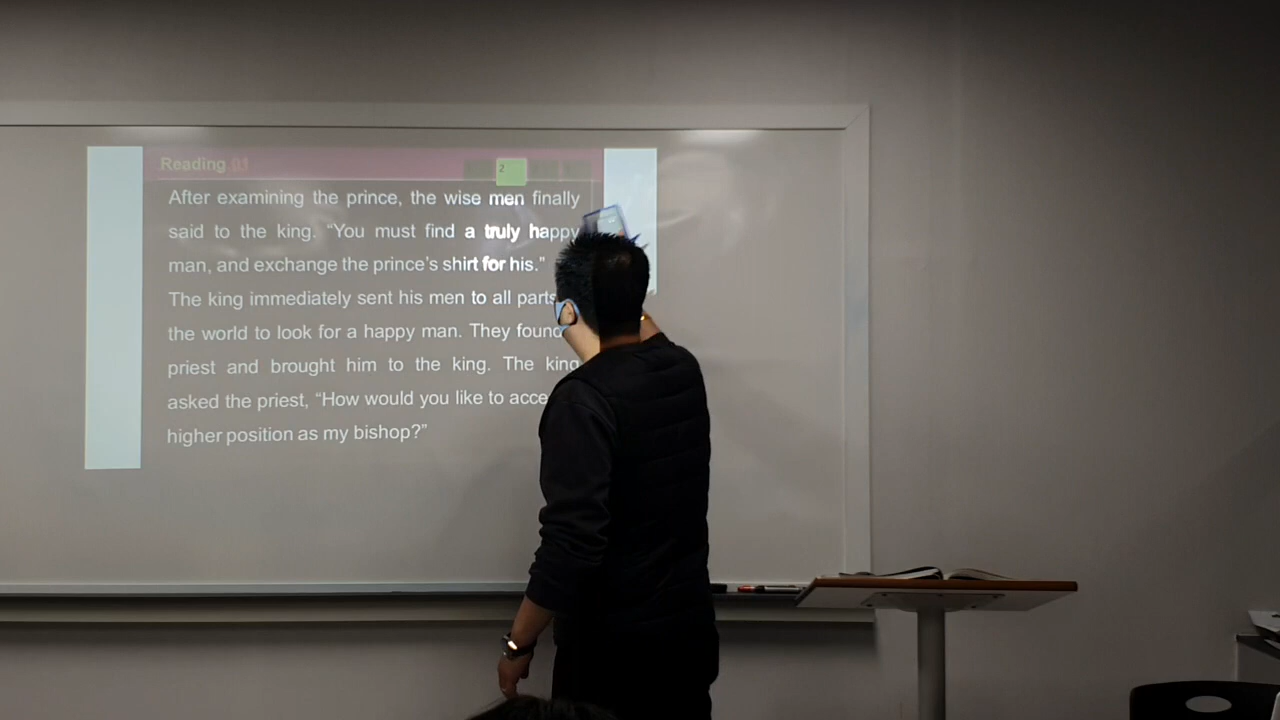 Reading 01
2
After examining the prince, the wise men finally
said to the king. “You must find a truly happy
man, and exchange the prince's shirt for his.”
The king immediately sent his men to all parts
the world to look for a happy man. They found
priest and brought him to the king. The king
asked the priest, “How would you like to acce
higher position as my bishop?”